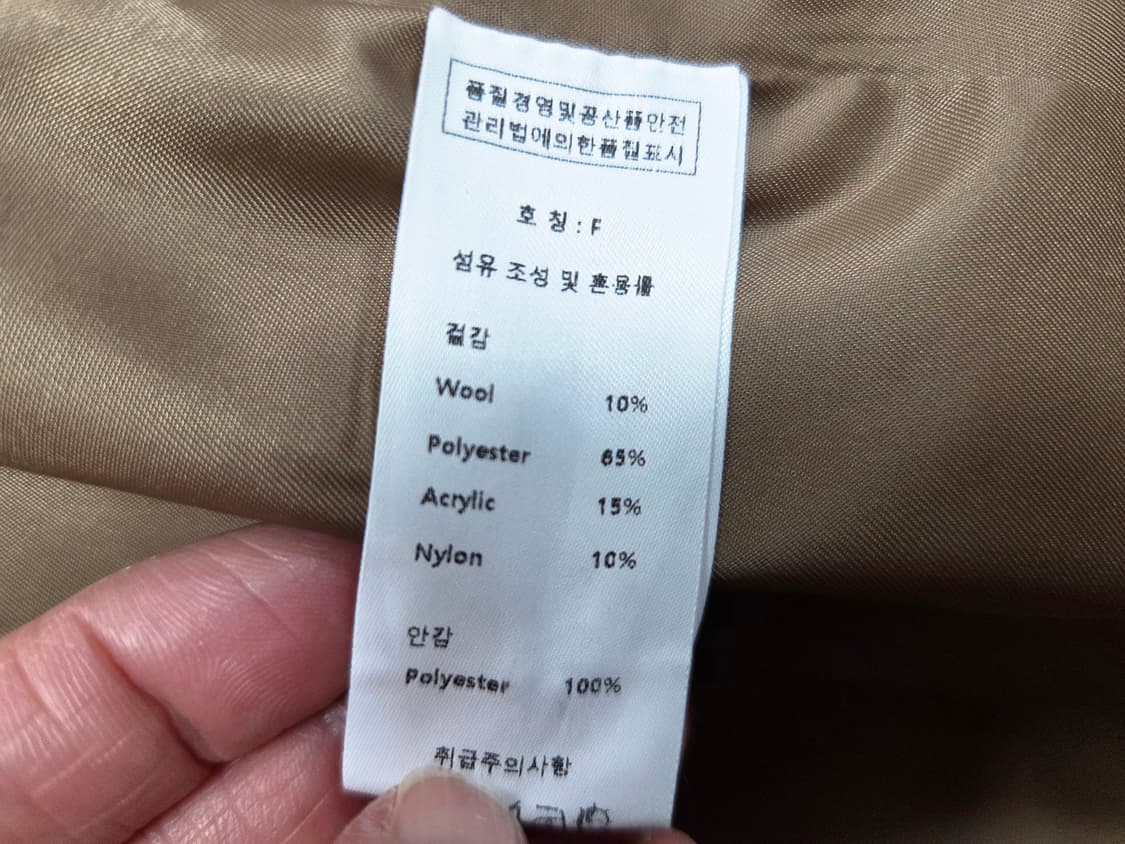 품질경영및공산품안전
관리법에의한품질표시
호 칭 : F
섬유 조성 및 혼용률
겉감
Wool 10%
Polyester 65%
Acrylic 15%
Nylon 10%
안감
Polyester 100%
취급주의사항